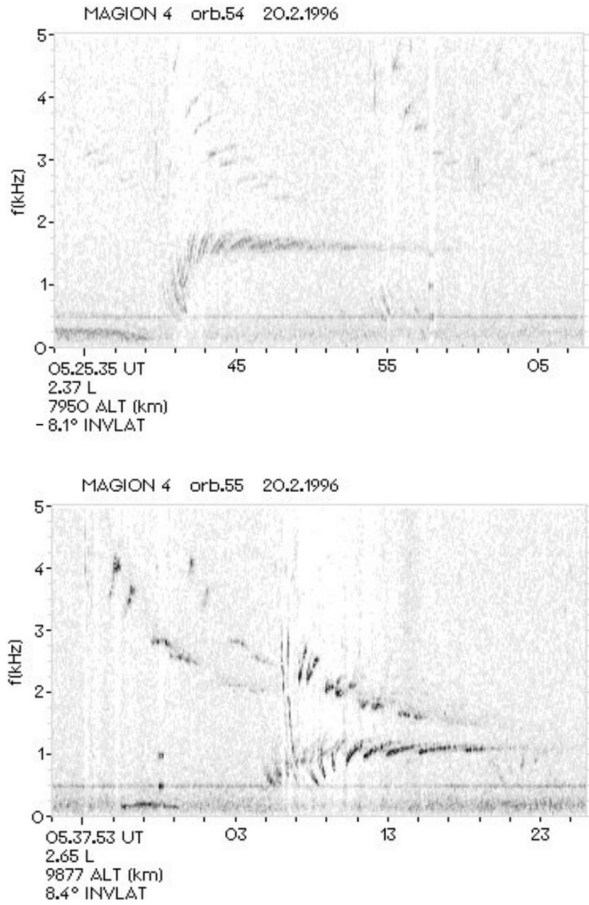 MAGION 4 orb.54 20.2.1996
5
4
3
2
1
0
f(kHz)
45 55 05
05.25.35 UT
2.37 L
7950 ALT (km)
-8.1° INVLAT
MAGION 4 orb.55 20.2.1996
5
4
3
2
1
0
f(kHz)
03 13 23
05.37.53 UT
2.65 L
9877 ALT (km)
8.4° INVLAT